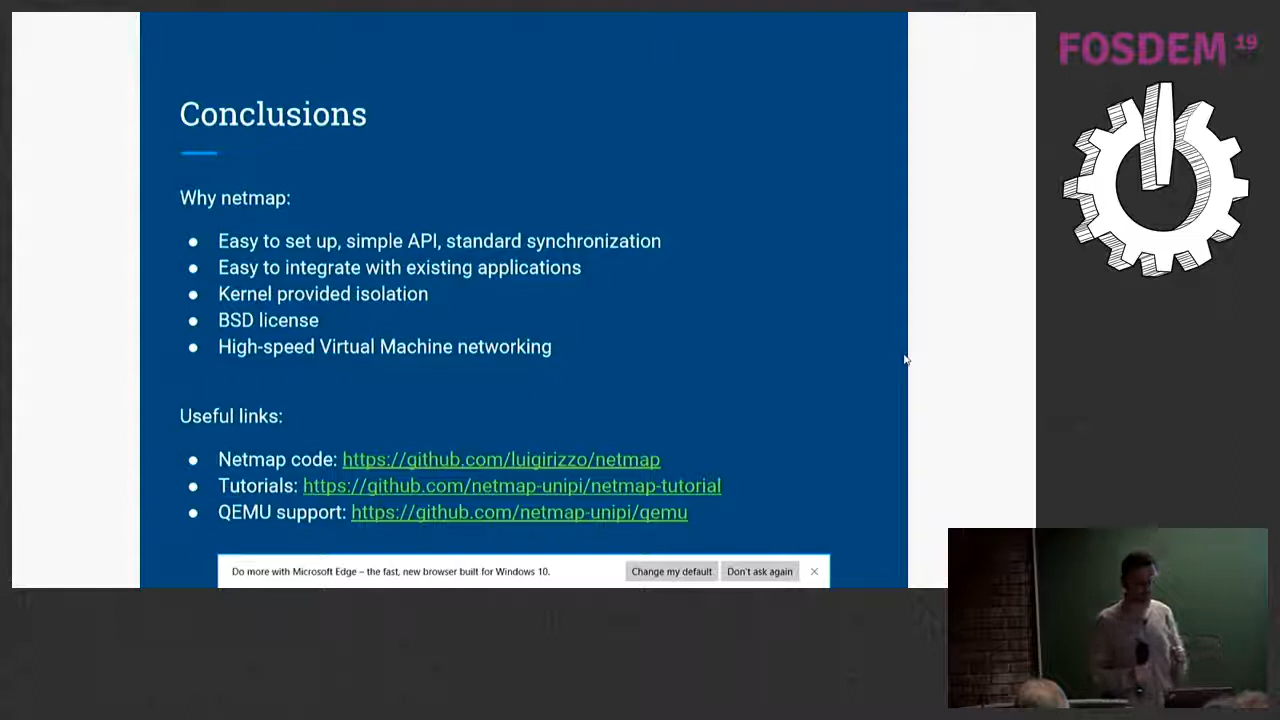 FOSDEM 19
Conclusions
Why netmap:
● Easy to set up, simple API, standard synchronization
● Easy to integrate with existing applications
● Kernel provided isolation
● BSD license
● High-speed Virtual Machine networking
Useful links:
● Netmap code: https://github.com/luigirizzo/netmap
● Tutorials: https://github.com/netmap-unipi/netmap-tutorial
● QEMU support: https://github.com/netmap-unipi/qemu
Do more with Microsoft Edge – the fast, new browser built for Windows 10. Change my default Don't ask again ×